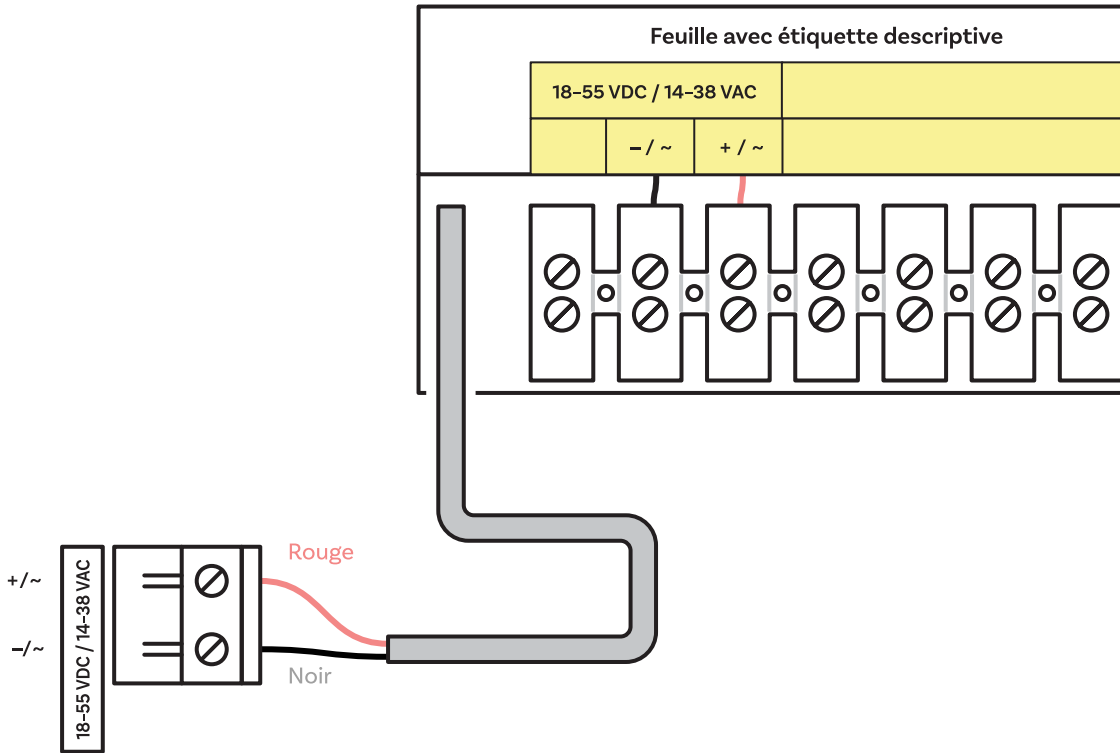 Feuille avec étiquette descriptive
18–55 VDC / 14–38 VAC
– / ~
+ / ~
Rouge
+/~
–/~
18–55 VDC / 14–38 VAC
Noir